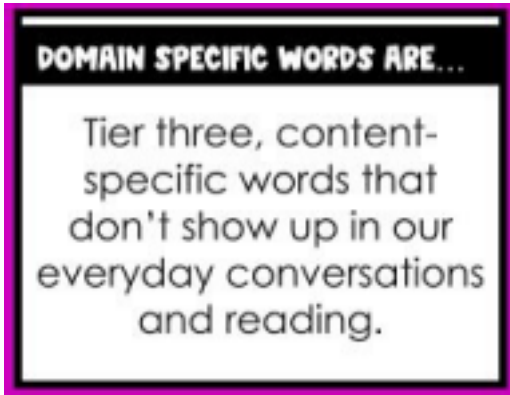 DOMAIN SPECIFIC WORDS ARE...
Tier three, content-
specific words that
don't show up in our
everyday conversations
and reading.